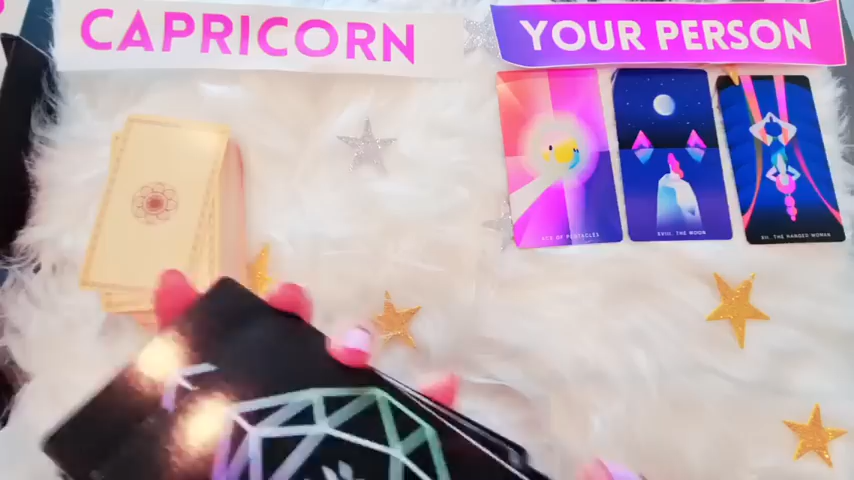 CAPRICORN
YOUR PERSON
ACE OF PENTACLES
XVIII. THE MOON
XII. THE HANGED WOMAN